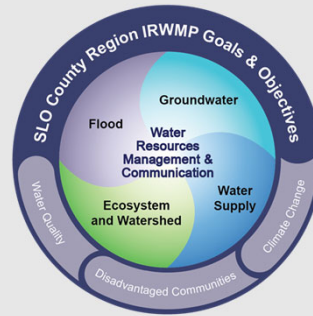 SLO County Region IRWMP Goals & Objectives
Groundwater
Flood
Water
Resources
Management &
Communication
Water
Supply
Ecosystem
and Watershed
Water Quality
Disadvantaged Communities
Climate Change